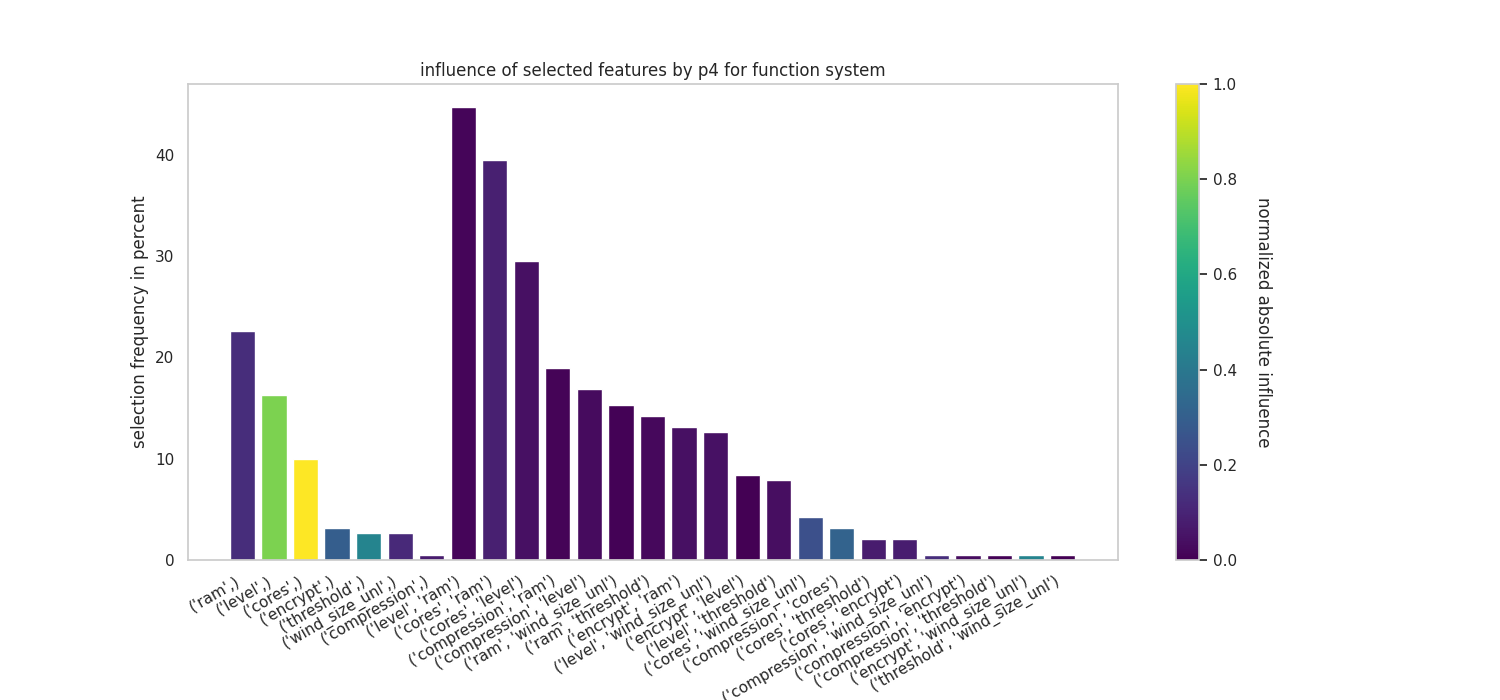 influence of selected features by p4 for function system
selection frequency in percent
40
30
20
10
0
('ram',)
('level',)
('cores',)
('encrypt',)
('threshold',)
('wind_size_unl',)
('compression',)
('level', 'ram')
('cores', 'ram')
('cores', 'level')
('compression', 'ram')
('compression', 'level')
('ram', 'wind_size_unl')
('ram', 'threshold')
('encrypt', 'ram')
('level', 'wind_size_unl')
('encrypt', 'level')
('level', 'threshold')
('cores', 'wind_size_unl')
('compression', 'cores')
('cores', 'threshold')
('cores', 'encrypt')
('compression', 'wind_size_unl')
('compression', 'encrypt')
('compression', 'threshold')
('encrypt', 'wind_size_unl')
('threshold', 'wind_size_unl')
1.0
0.8
0.6
0.4
0.2
0.0
normalized absolute influence